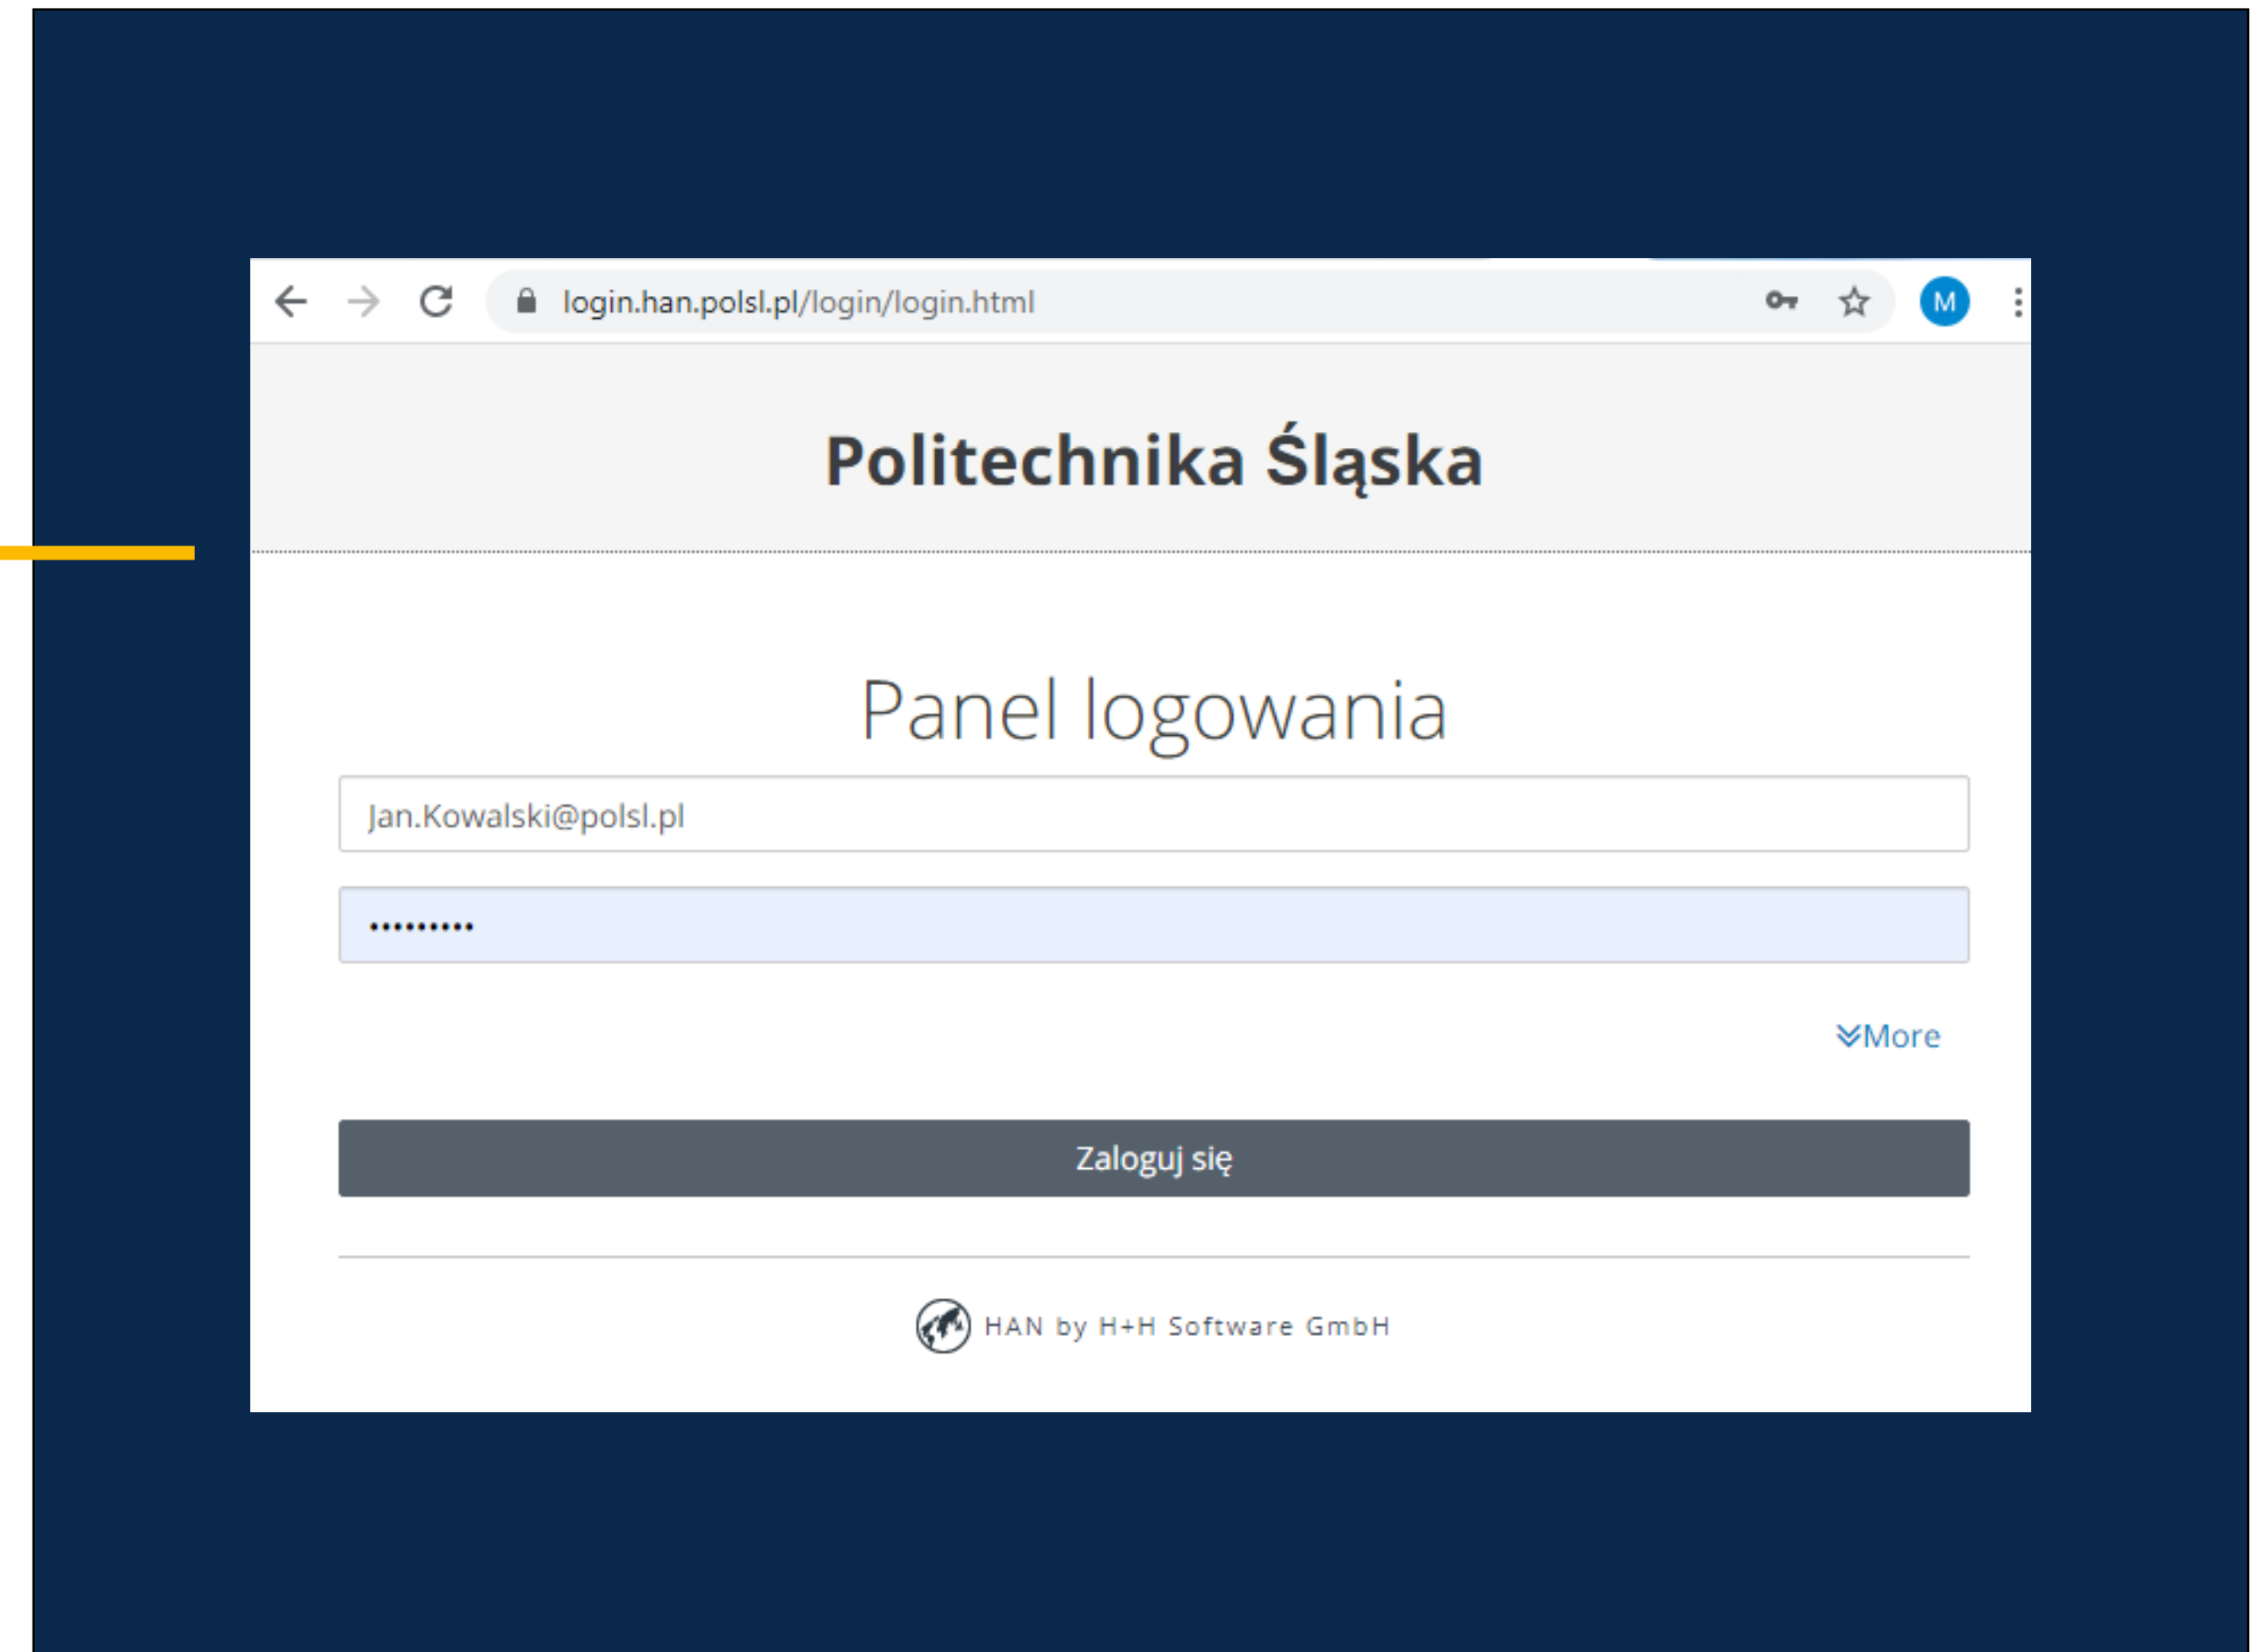 login.han.polsl.pl/login/login.html
M
Politechnika Śląska
Panel logowania
Jan.Kowalski@polsl.pl
•••••••••
More
Zaloguj się
HAN by H+H Software GmbH